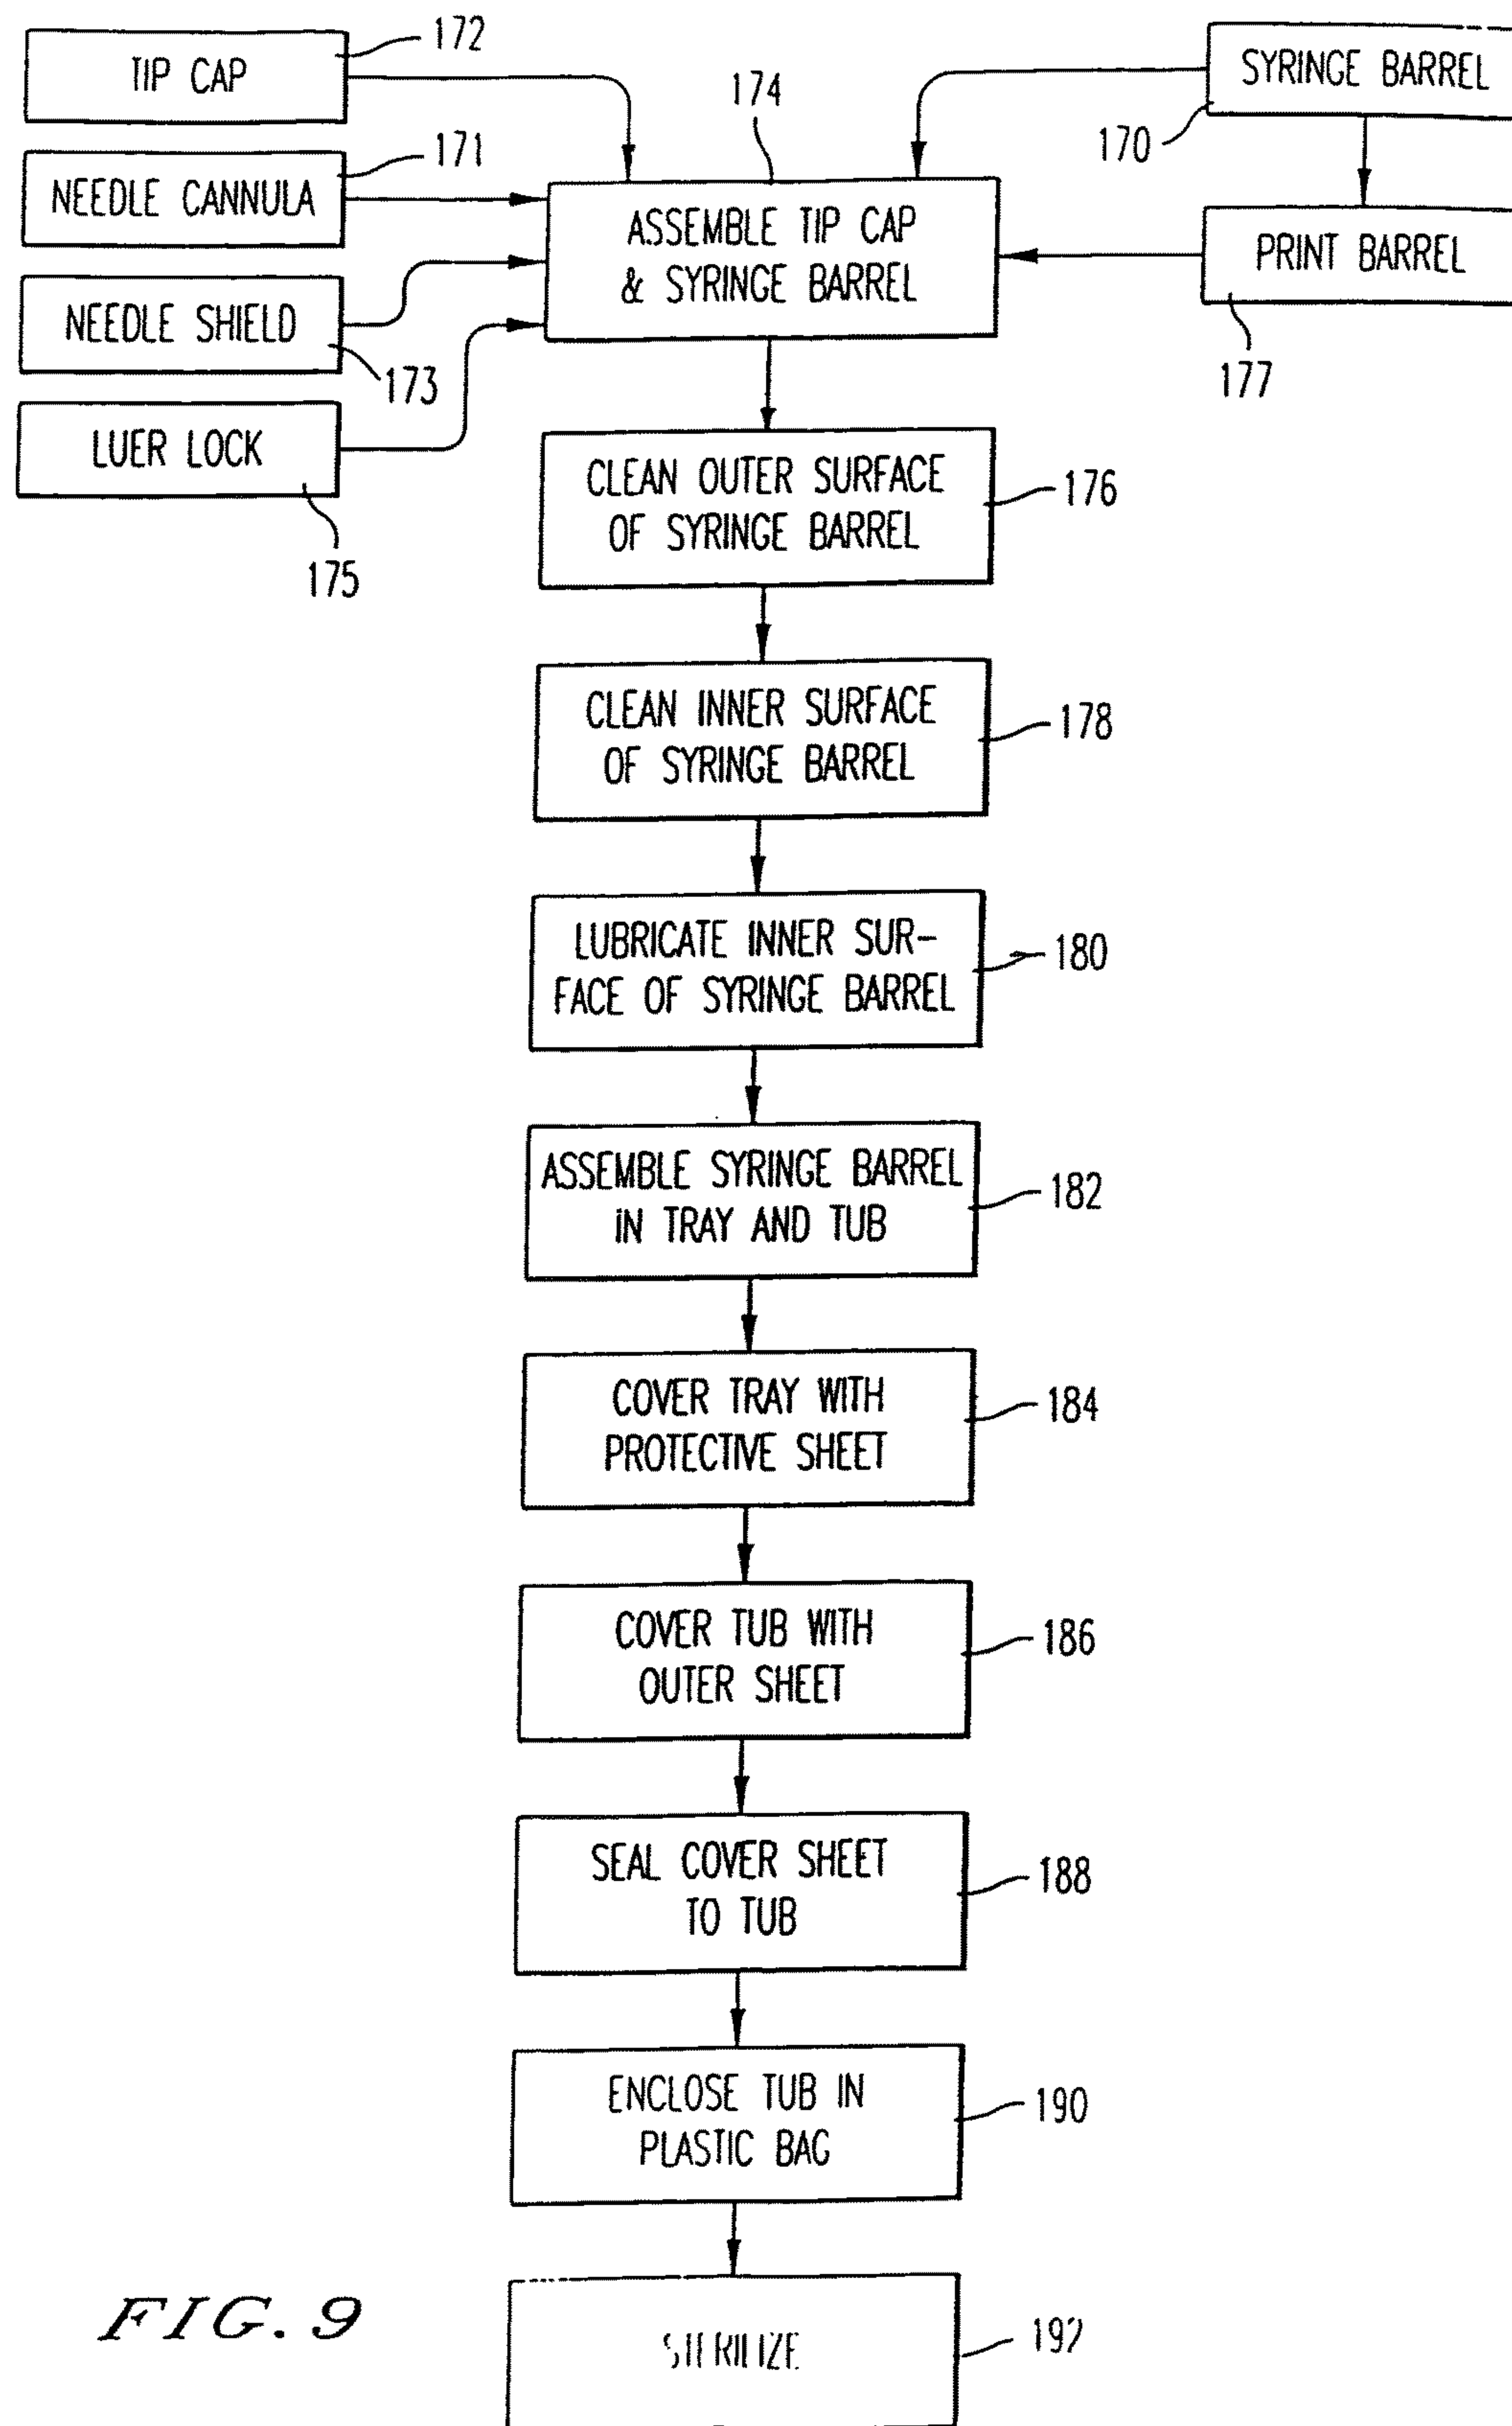 TIP CAP
172
NEEDLE CANNULA
171
NEEDLE SHIELD
173
LUER LOCK
175
SYRINGE BARREL
170
PRINT BARREL
177
174
ASSEMBLE TIP CAP
& SYRINGE BARREL
CLEAN OUTER SURFACE
OF SYRINGE BARREL
176
CLEAN INNER SURFACE
OF SYRINGE BARREL
178
LUBRICATE INNER SUR-
FACE OF SYRINGE BARREL
180
ASSEMBLE SYRINGE BARREL
IN TRAY AND TUB
182
COVER TRAY WITH
PROTECTIVE SHEET
184
COVER TUB WITH
OUTER SHEET
186
SEAL COVER SHEET
TO TUB
188
ENCLOSE TUB IN
PLASTIC BAG
190
STERILIZE
192
FIG. 9